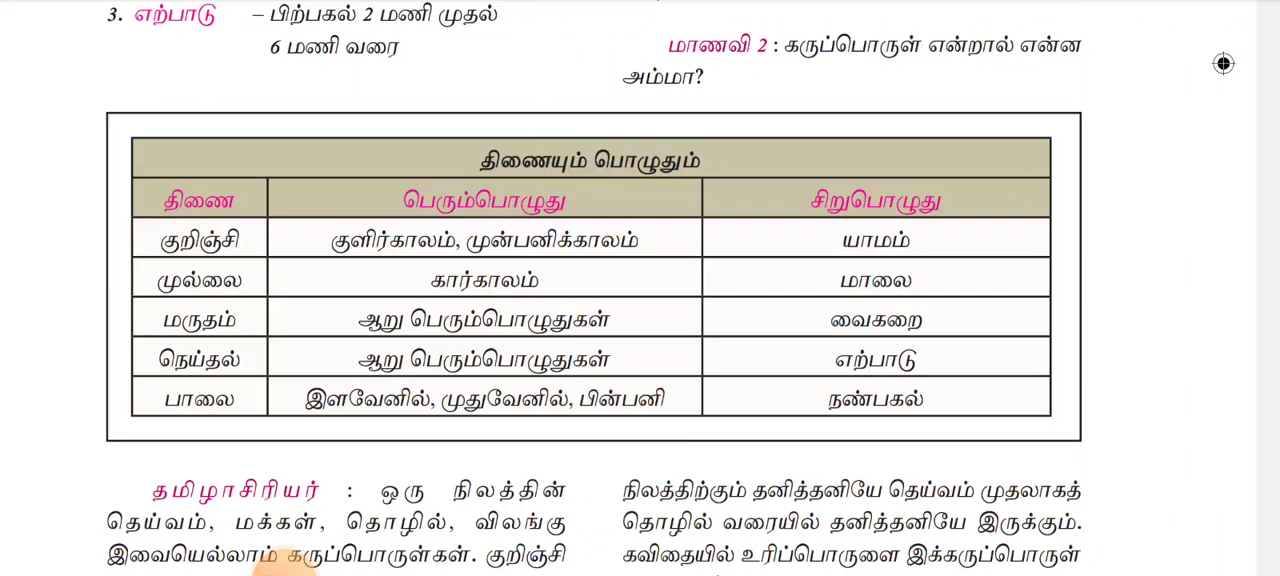 3. எற்பாடு – பிற்பகல் 2 மணி முதல்
6 மணி வரை
மாணவி 2 : கருப்பொருள் என்றால் என்ன
அம்மா?
திணையும் பொழுதும்
திணை பெரும்பொழுது சிறுபொழுது
குறிஞ்சி குளிர்காலம், முன்பனிக்காலம் யாமம்
முல்லை கார்காலம் மாலை
மருதம் ஆறு பெரும்பொழுதுகள் வைகறை
நெய்தல் ஆறு பெரும்பொழுதுகள் எற்பாடு
பாலை இளவேனில், முதுவேனில், பின்பனி நண்பகல்
தமிழாசிரியர் : ஒரு நிலத்தின்
தெய்வம், மக்கள், தொழில், விலங்கு
இவையெல்லாம் கருப்பொருள்கள். குறிஞ்சி
நிலத்திற்கும் தனித்தனியே தெய்வம் முதலாகத்
தொழில் வரையில் தனித்தனியே இருக்கும்.
கவிதையில் உரிப்பொருளை இக்கருப்பொருள்